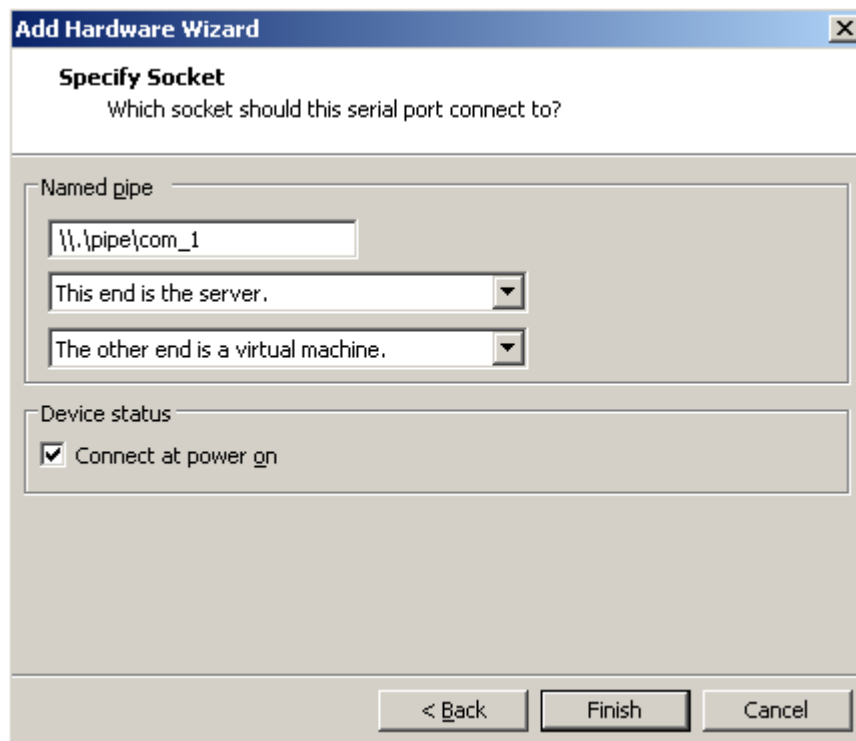 Add Hardware Wizard
Specify Socket
Which socket should this serial port connect to?
Named pipe
\\.\pipe\com_1
This end is the server.
The other end is a virtual machine.
Device status
Connect at power on
< Back Finish Cancel